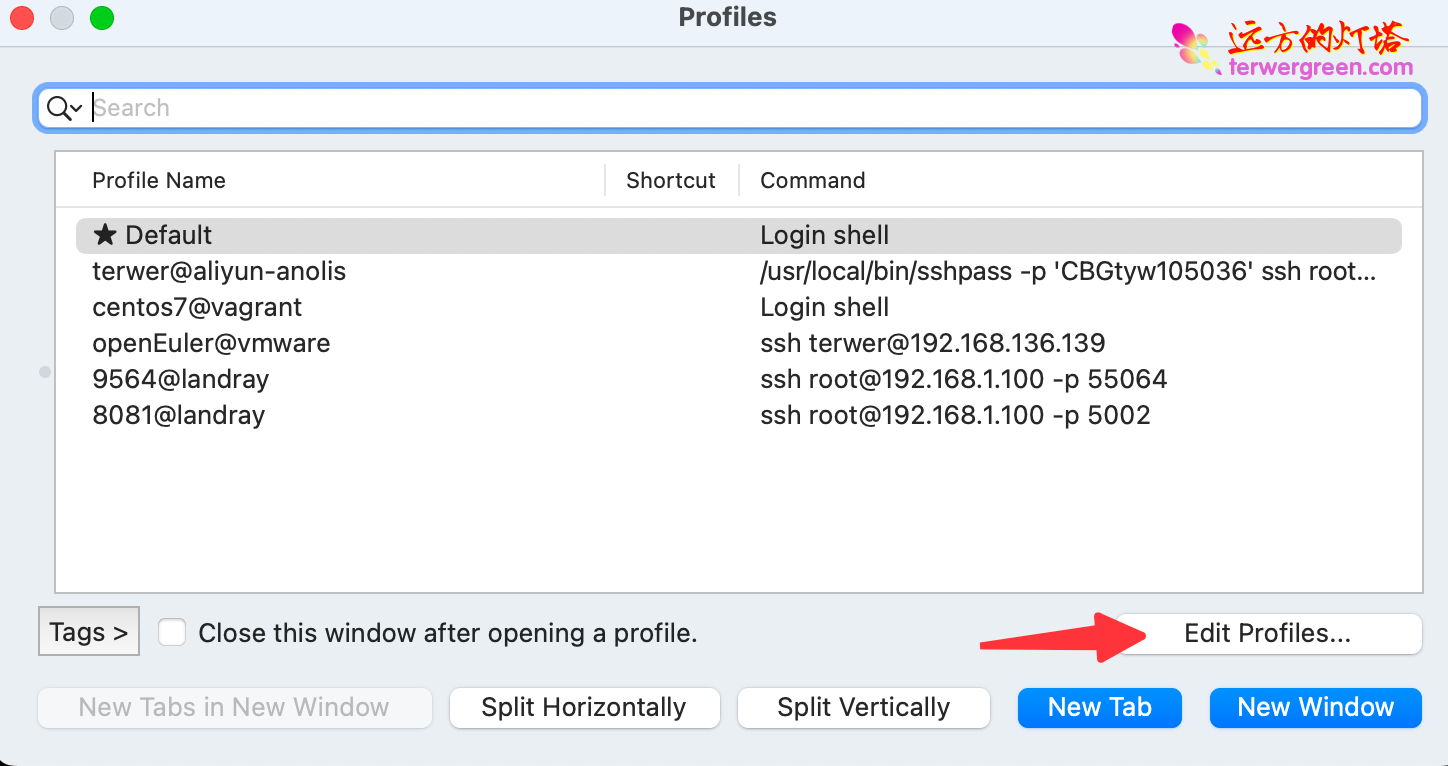 Profiles
远方的灯塔
terwergreen.com
Search
Profile Name Shortcut Command
★ Default Login shell
terwer@aliyun-anolis /usr/local/bin/sshpass -p 'CBGtyw105036' ssh root...
centos7@vagrant Login shell
openEuler@vmware ssh terwer@192.168.136.139
9564@landray ssh root@192.168.1.100 -p 55064
8081@landray ssh root@192.168.1.100 -p 5002
Tags > Close this window after opening a profile. Edit Profiles...
New Tabs in New Window Split Horizontally Split Vertically New Tab New Window